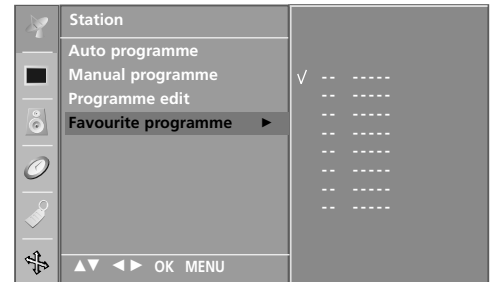 Station
Auto programme
Manual programme
Programme edit
Favourite programme ►
√ -- -----
-- -----
-- -----
-- -----
-- -----
-- -----
-- -----
-- -----
▲▼ ◄► OK MENU